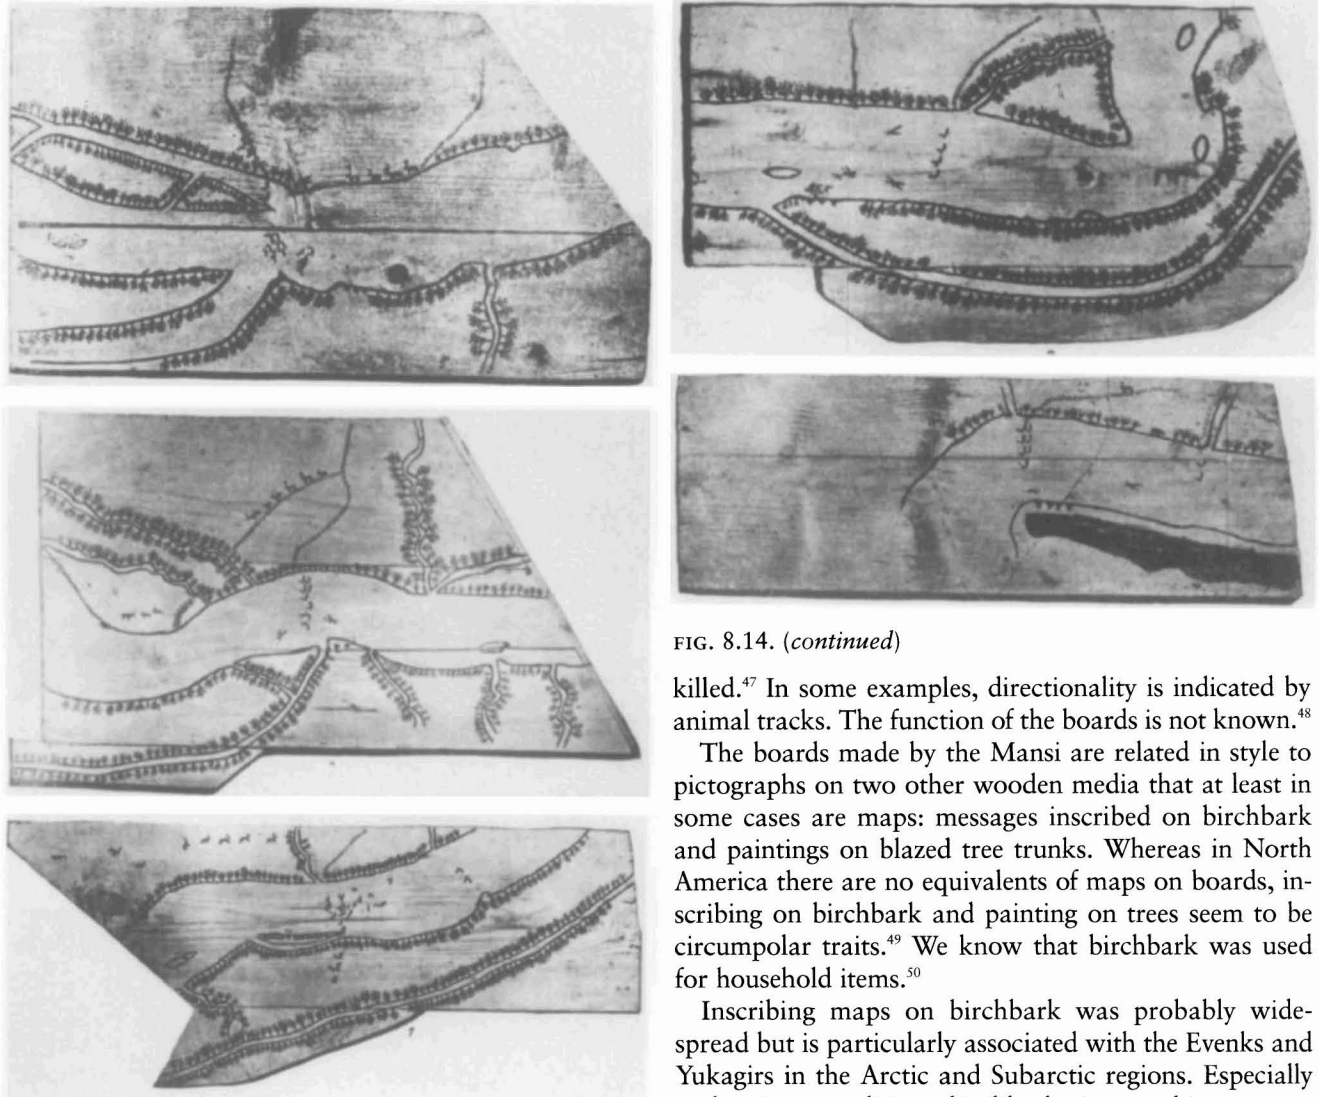 FIG. 8.14. (continued)
killed.⁴⁷ In some examples, directionality is indicated by
animal tracks. The function of the boards is not known.⁴⁸
The boards made by the Mansi are related in style to
pictographs on two other wooden media that at least in
some cases are maps: messages inscribed on birchbark
and paintings on blazed tree trunks. Whereas in North
America there are no equivalents of maps on boards, in-
scribing on birchbark and painting on trees seem to be
circumpolar traits.⁴⁹ We know that birchbark was used
for household items.⁵⁰
Inscribing maps on birchbark was probably wide-
spread but is particularly associated with the Evenks and
Yukagirs in the Arctic and Subarctic regions. Especially